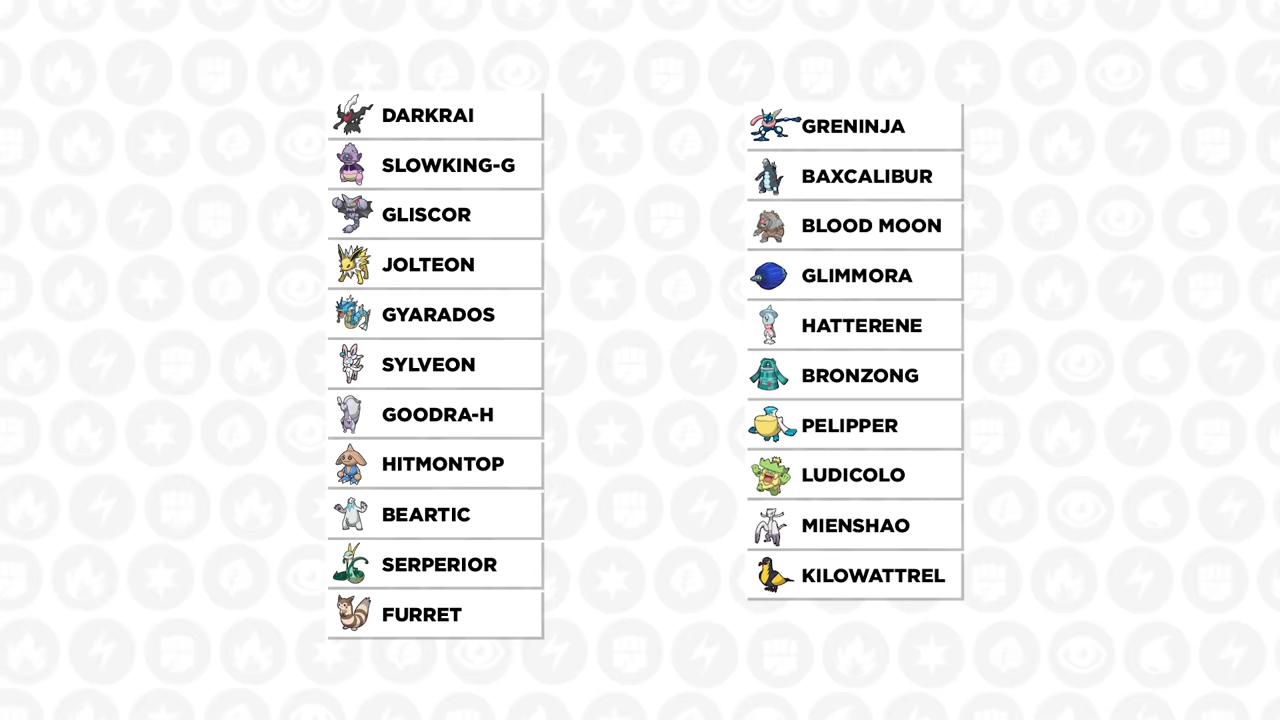 DARKRAI
SLOWKING-G
GLISCOR
JOLTEON
GYARADOS
SYLVEON
GOODRA-H
HITMONTOP
BEARTIC
SERPERIOR
FURRET
GRENINJA
BAXCALIBUR
BLOOD MOON
GLIMMORA
HATTERENE
BRONZONG
PELIPPER
LUDICOLO
MIENSHAO
KILOWATTREL